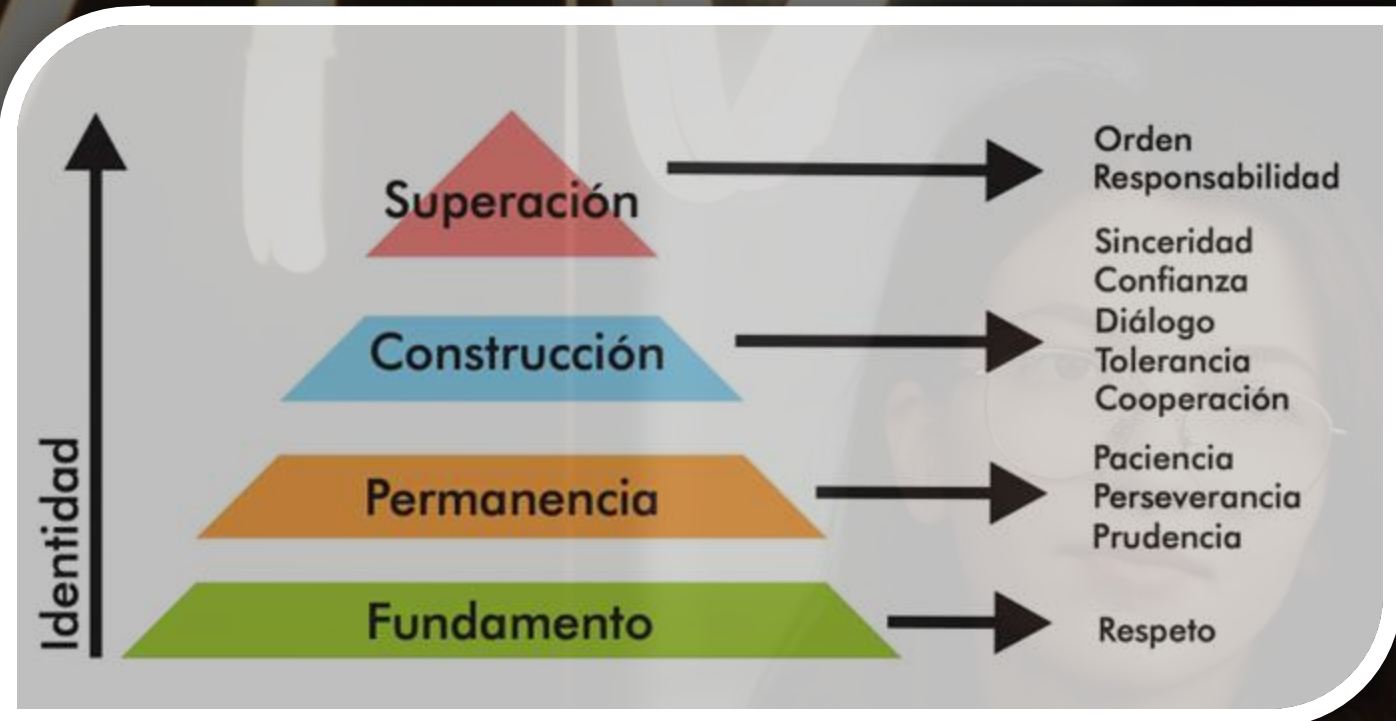 Superación
Orden
Responsabilidad
Construcción
Sinceridad
Confianza
Diálogo
Tolerancia
Cooperación
Permanencia
Paciencia
Perseverancia
Prudencia
Fundamento
Respeto
Identidad